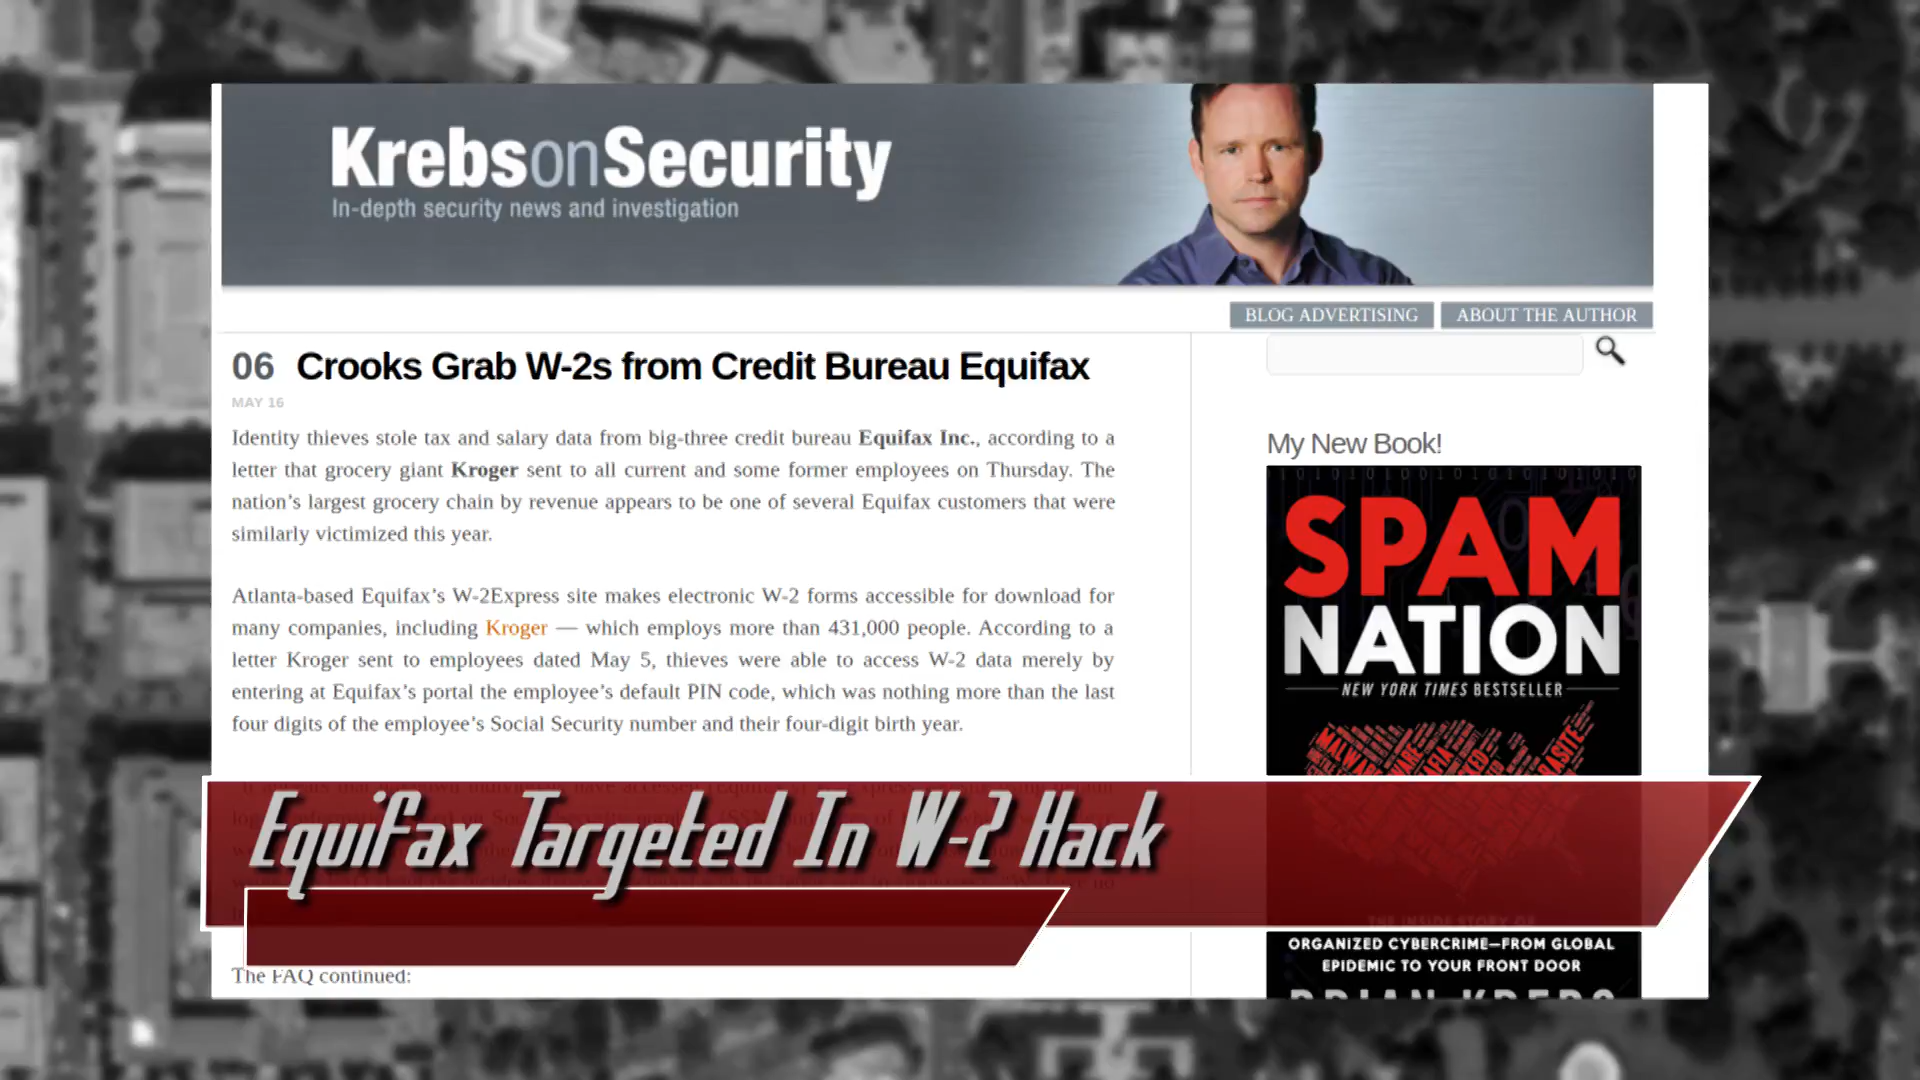 KrebsonSecurity
In-depth security news and investigation
BLOG ADVERTISING
ABOUT THE AUTHOR
06 Crooks Grab W-2s from Credit Bureau Equifax
MAY 16
Identity thieves stole tax and salary data from big-three credit bureau Equifax Inc., according to a
letter that grocery giant Kroger sent to all current and some former employees on Thursday. The
nation’s largest grocery chain by revenue appears to be one of several Equifax customers that were
similarly victimized this year.
Atlanta-based Equifax’s W-2Express site makes electronic W-2 forms accessible for download for
many companies, including Kroger — which employs more than 431,000 people. According to a
letter Kroger sent to employees dated May 5, thieves were able to access W-2 data merely by
entering at Equifax’s portal the employee’s default PIN code, which was nothing more than the last
four digits of the employee’s Social Security number and their four-digit birth year.
Equifax Targeted In W-2 Hack
The FAQ continued:
My New Book!
SPAM
NATION
NEW YORK TIMES BESTSELLER
THE INSIDE STORY OF
ORGANIZED CYBERCRIME—FROM GLOBAL
EPIDEMIC TO YOUR FRONT DOOR
BRIAN KREBS